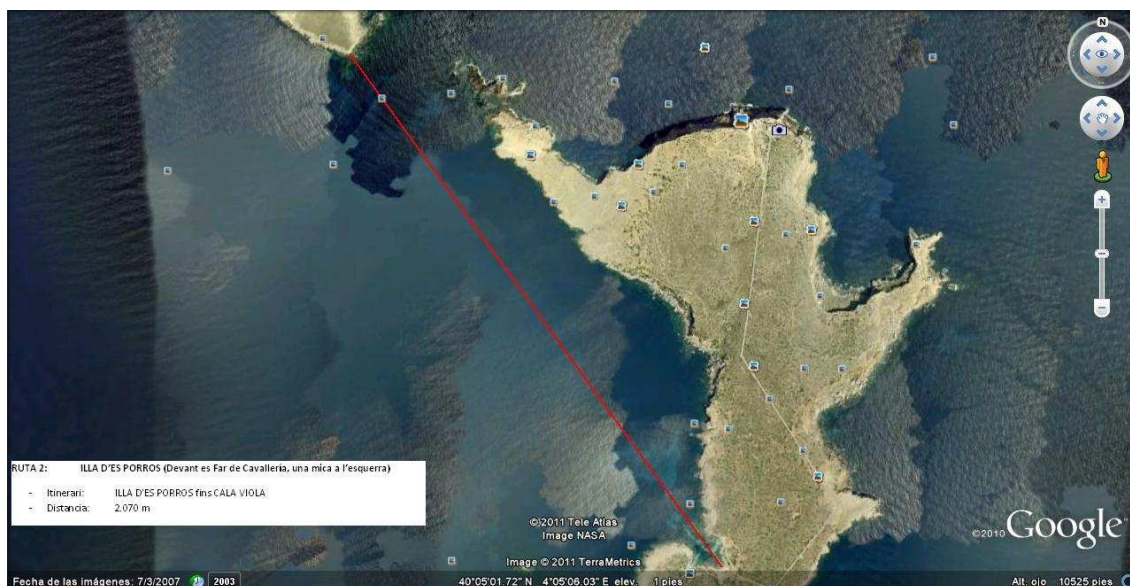 N
RUTA 2: ILLA D'ES PORROS (Devant es Far de Cavalleria, una mica a l'esquerra)
- Itinerari: ILLA D'ES PORROS fins CALA VIOLA
- Distancia: 2.070 m
©2011 Tele Atlas
Image NASA
Image © 2011 TerraMetrics
©2010 Google
Fecha de las imágenes: 7/3/2007 2003 40°05'01.72" N 4°05'06.03" E elev. 1 pies Alt. ojo 10525 pies